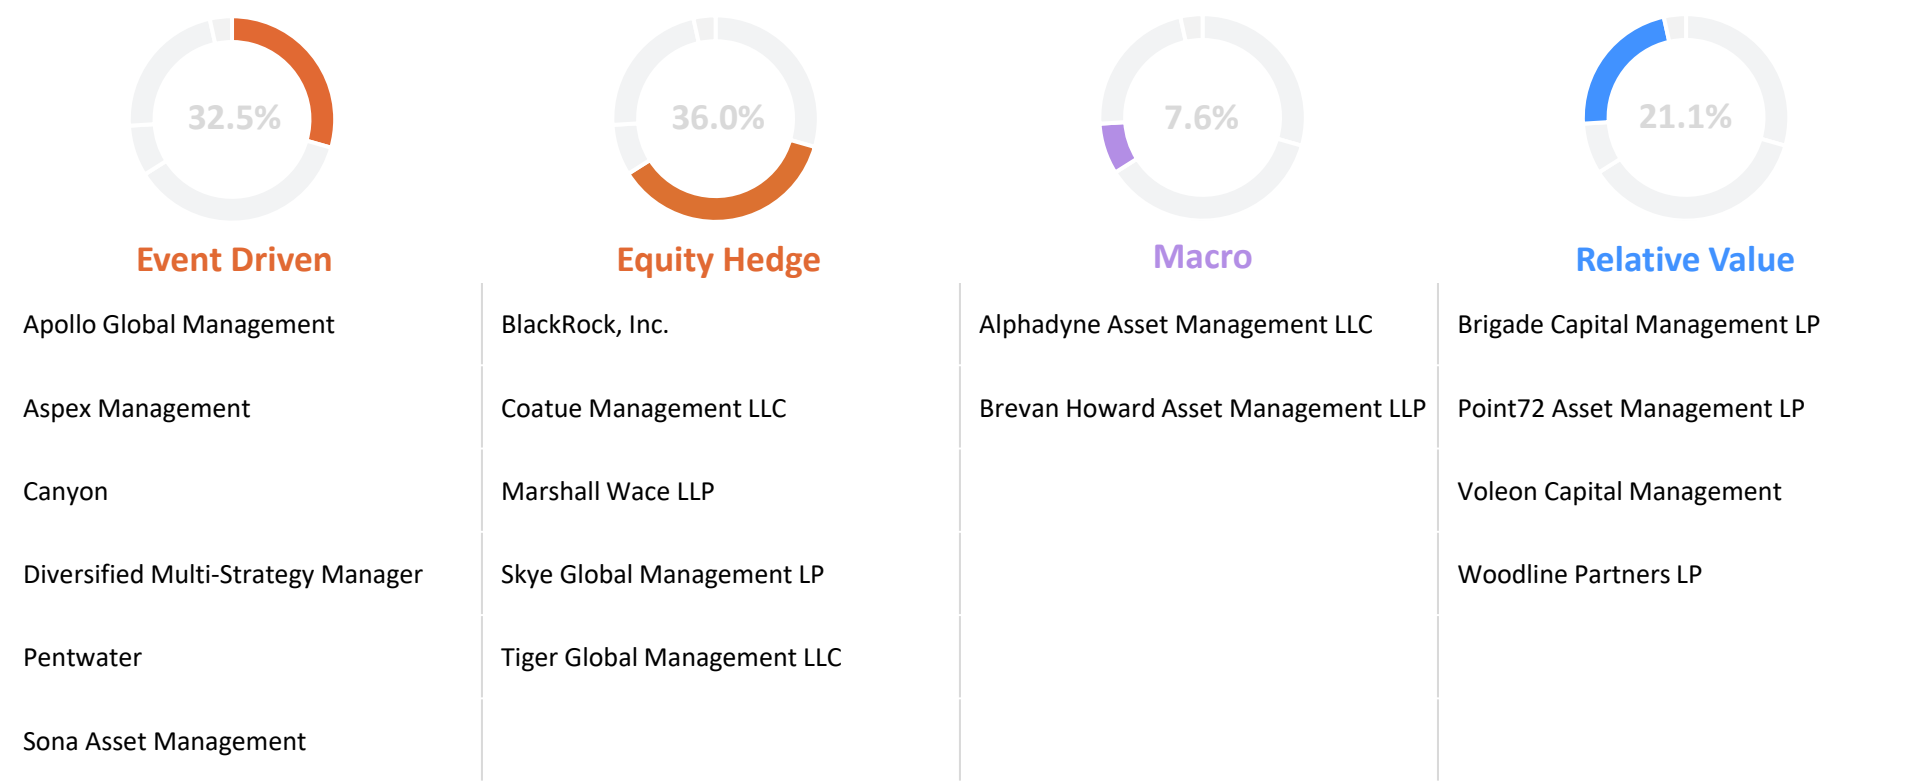 32.5%
36.0%
7.6%
21.1%
Event Driven
Equity Hedge
Macro
Relative Value
Apollo Global Management
BlackRock, Inc.
Alphadyne Asset Management LLC
Brigade Capital Management LP
Aspex Management
Coatue Management LLC
Brevan Howard Asset Management LLP
Point72 Asset Management LP
Canyon
Marshall Wace LLP
Voleon Capital Management
Diversified Multi-Strategy Manager
Skye Global Management LP
Woodline Partners LP
Pentwater
Tiger Global Management LLC
Sona Asset Management